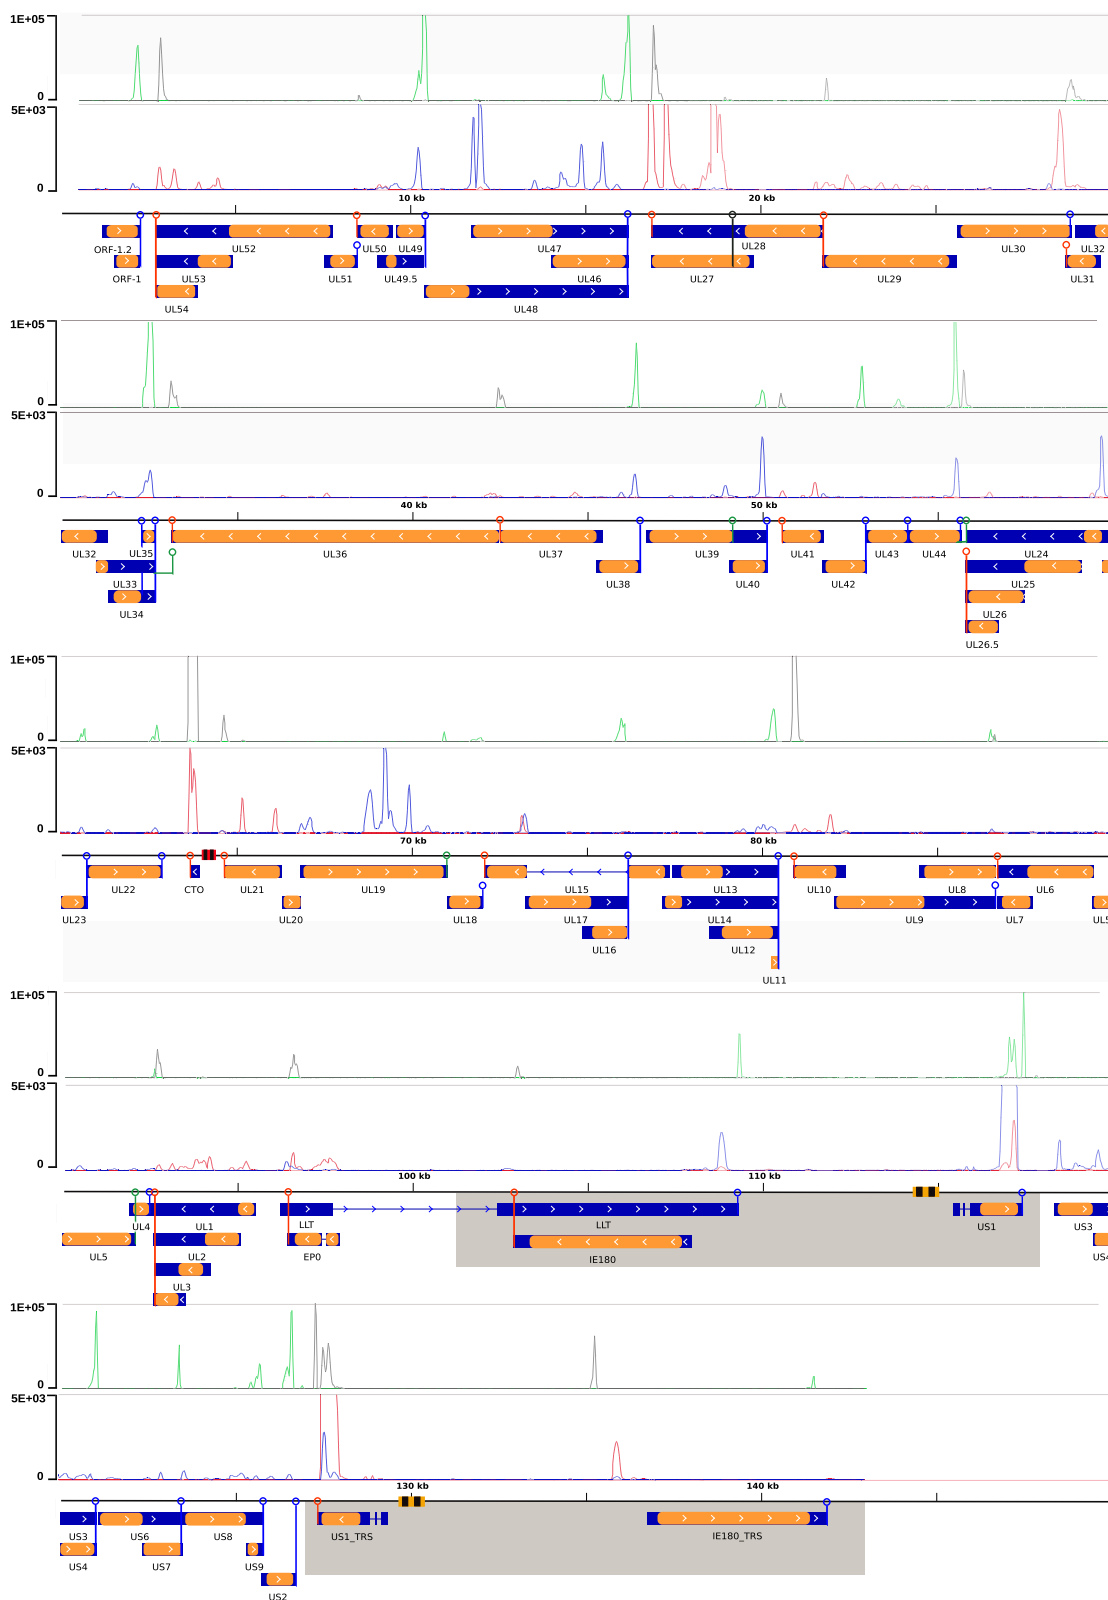 1E+05
0
5E+03
0
10 kb 20 kb
ORF-1.2 UL52 UL50 UL49 UL47 UL28 UL30 UL32
ORF-1 UL53 UL51 UL49.5 UL46 UL27 UL29 UL31
UL54 UL48
1E+05
0
5E+03
0
40 kb 50 kb
UL32 UL35 UL36 UL37 UL39 UL41 UL43 UL44 UL24
UL33 UL38 UL40 UL42 UL25
UL34 UL26
UL26.5
1E+05
0
5E+03
0
70 kb 80 kb
UL22 CTO UL21 UL19 UL15 UL13 UL10 UL8 UL6
UL23 UL20 UL18 UL17 UL14 UL9 UL7 UL5
UL16 UL12
UL11
1E+05
0
5E+03
0
100 kb 110 kb
UL4 UL1 LLT LLT US1 US3
UL5 UL2 EP0 IE180 US4
UL3
1E+05
0
5E+03
0
130 kb 140 kb
US3 US6 US8 US1_TRS IE180_TRS
US4 US7 US9
US2